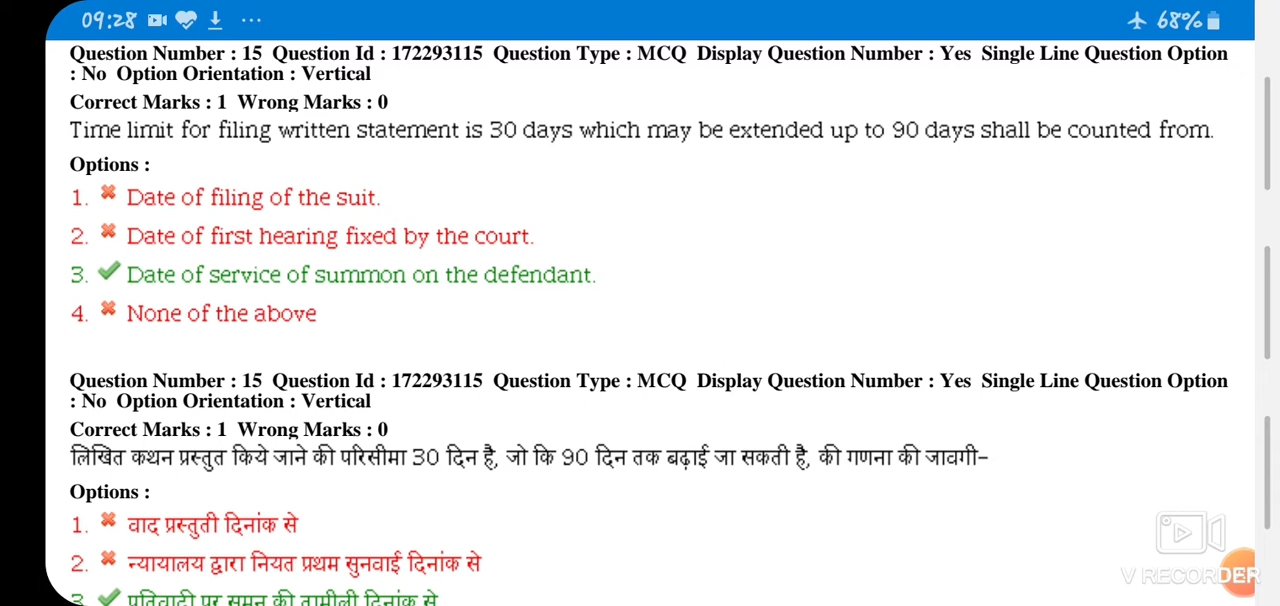 09:28 ... 68%
Question Number : 15 Question Id : 172293115 Question Type : MCQ Display Question Number : Yes Single Line Question Option
: No Option Orientation : Vertical
Correct Marks : 1 Wrong Marks : 0
Time limit for filing written statement is 30 days which may be extended up to 90 days shall be counted from.
Options :
1. Date of filing of the suit.
2. Date of first hearing fixed by the court.
3. Date of service of summon on the defendant.
4. None of the above
Question Number : 15 Question Id : 172293115 Question Type : MCQ Display Question Number : Yes Single Line Question Option
: No Option Orientation : Vertical
Correct Marks : 1 Wrong Marks : 0
लिखित कथन प्रस्तुत किये जाने की परिसीमा 30 दिन है, जो कि 90 दिन तक बढ़ाई जा सकती है, की गणना की जावगी-
Options :
1. वाद प्रस्तुती दिनांक से
2. न्यायालय द्वारा नियत प्रथम सुनवाई दिनांक से
3. प्रतिवादी पर समन की तामीली दिनांक से
V RECORDER